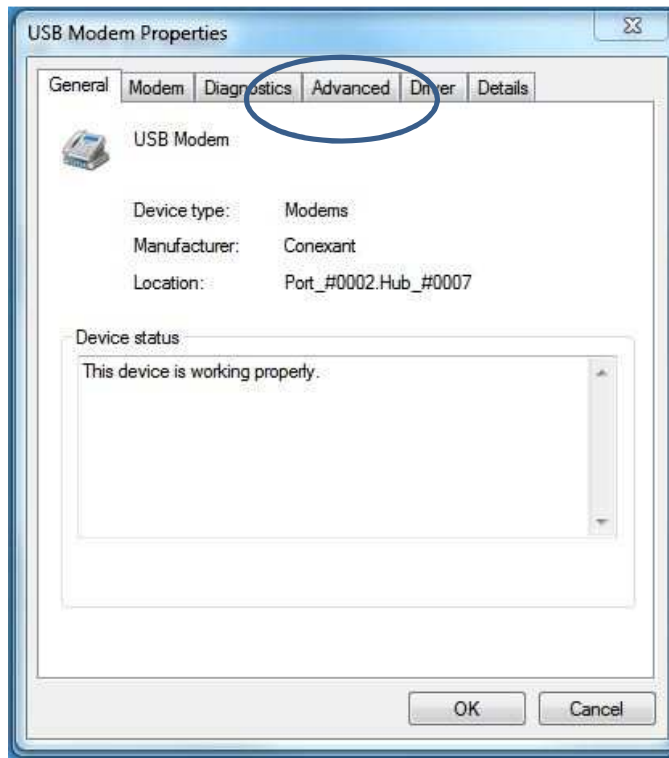 USB Modem Properties
General Modem Diagnostics Advanced Driver Details
USB Modem
Device type: Modems
Manufacturer: Conexant
Location: Port_#0002.Hub_#0007
Device status
This device is working properly.
OK Cancel